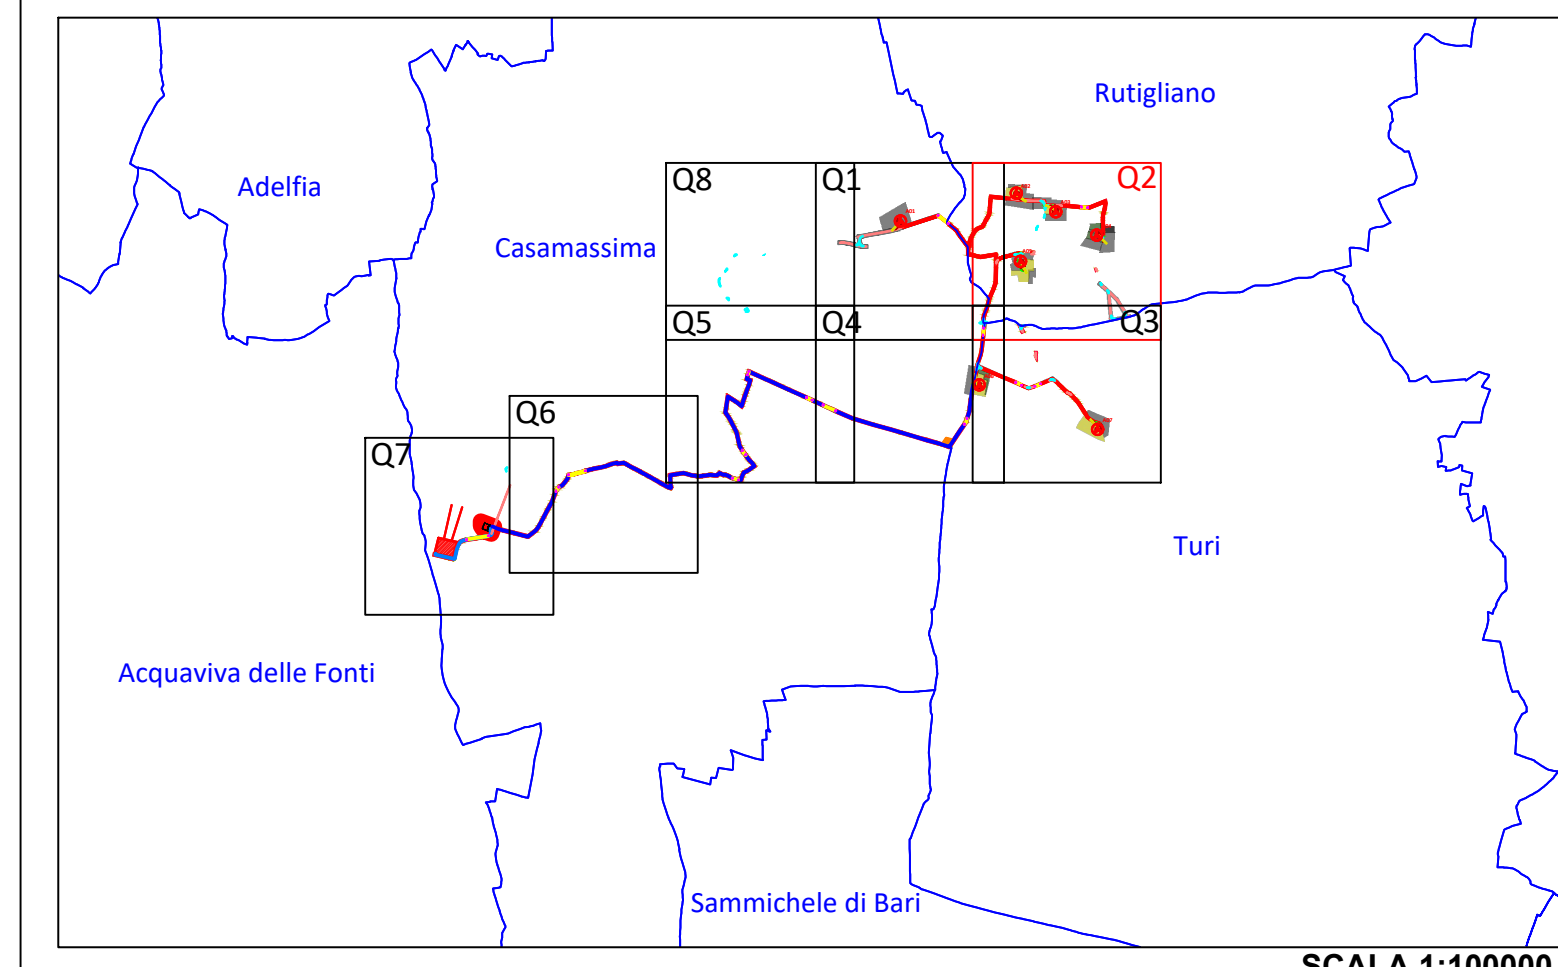 Rutigliano
Adelfia
Q8
Q1
Q2
Casamassima
Q5
Q4
Q3
Q6
Q7
Turi
Acquaviva delle Fonti
Sammichele di Bari
SCALA 1:100000